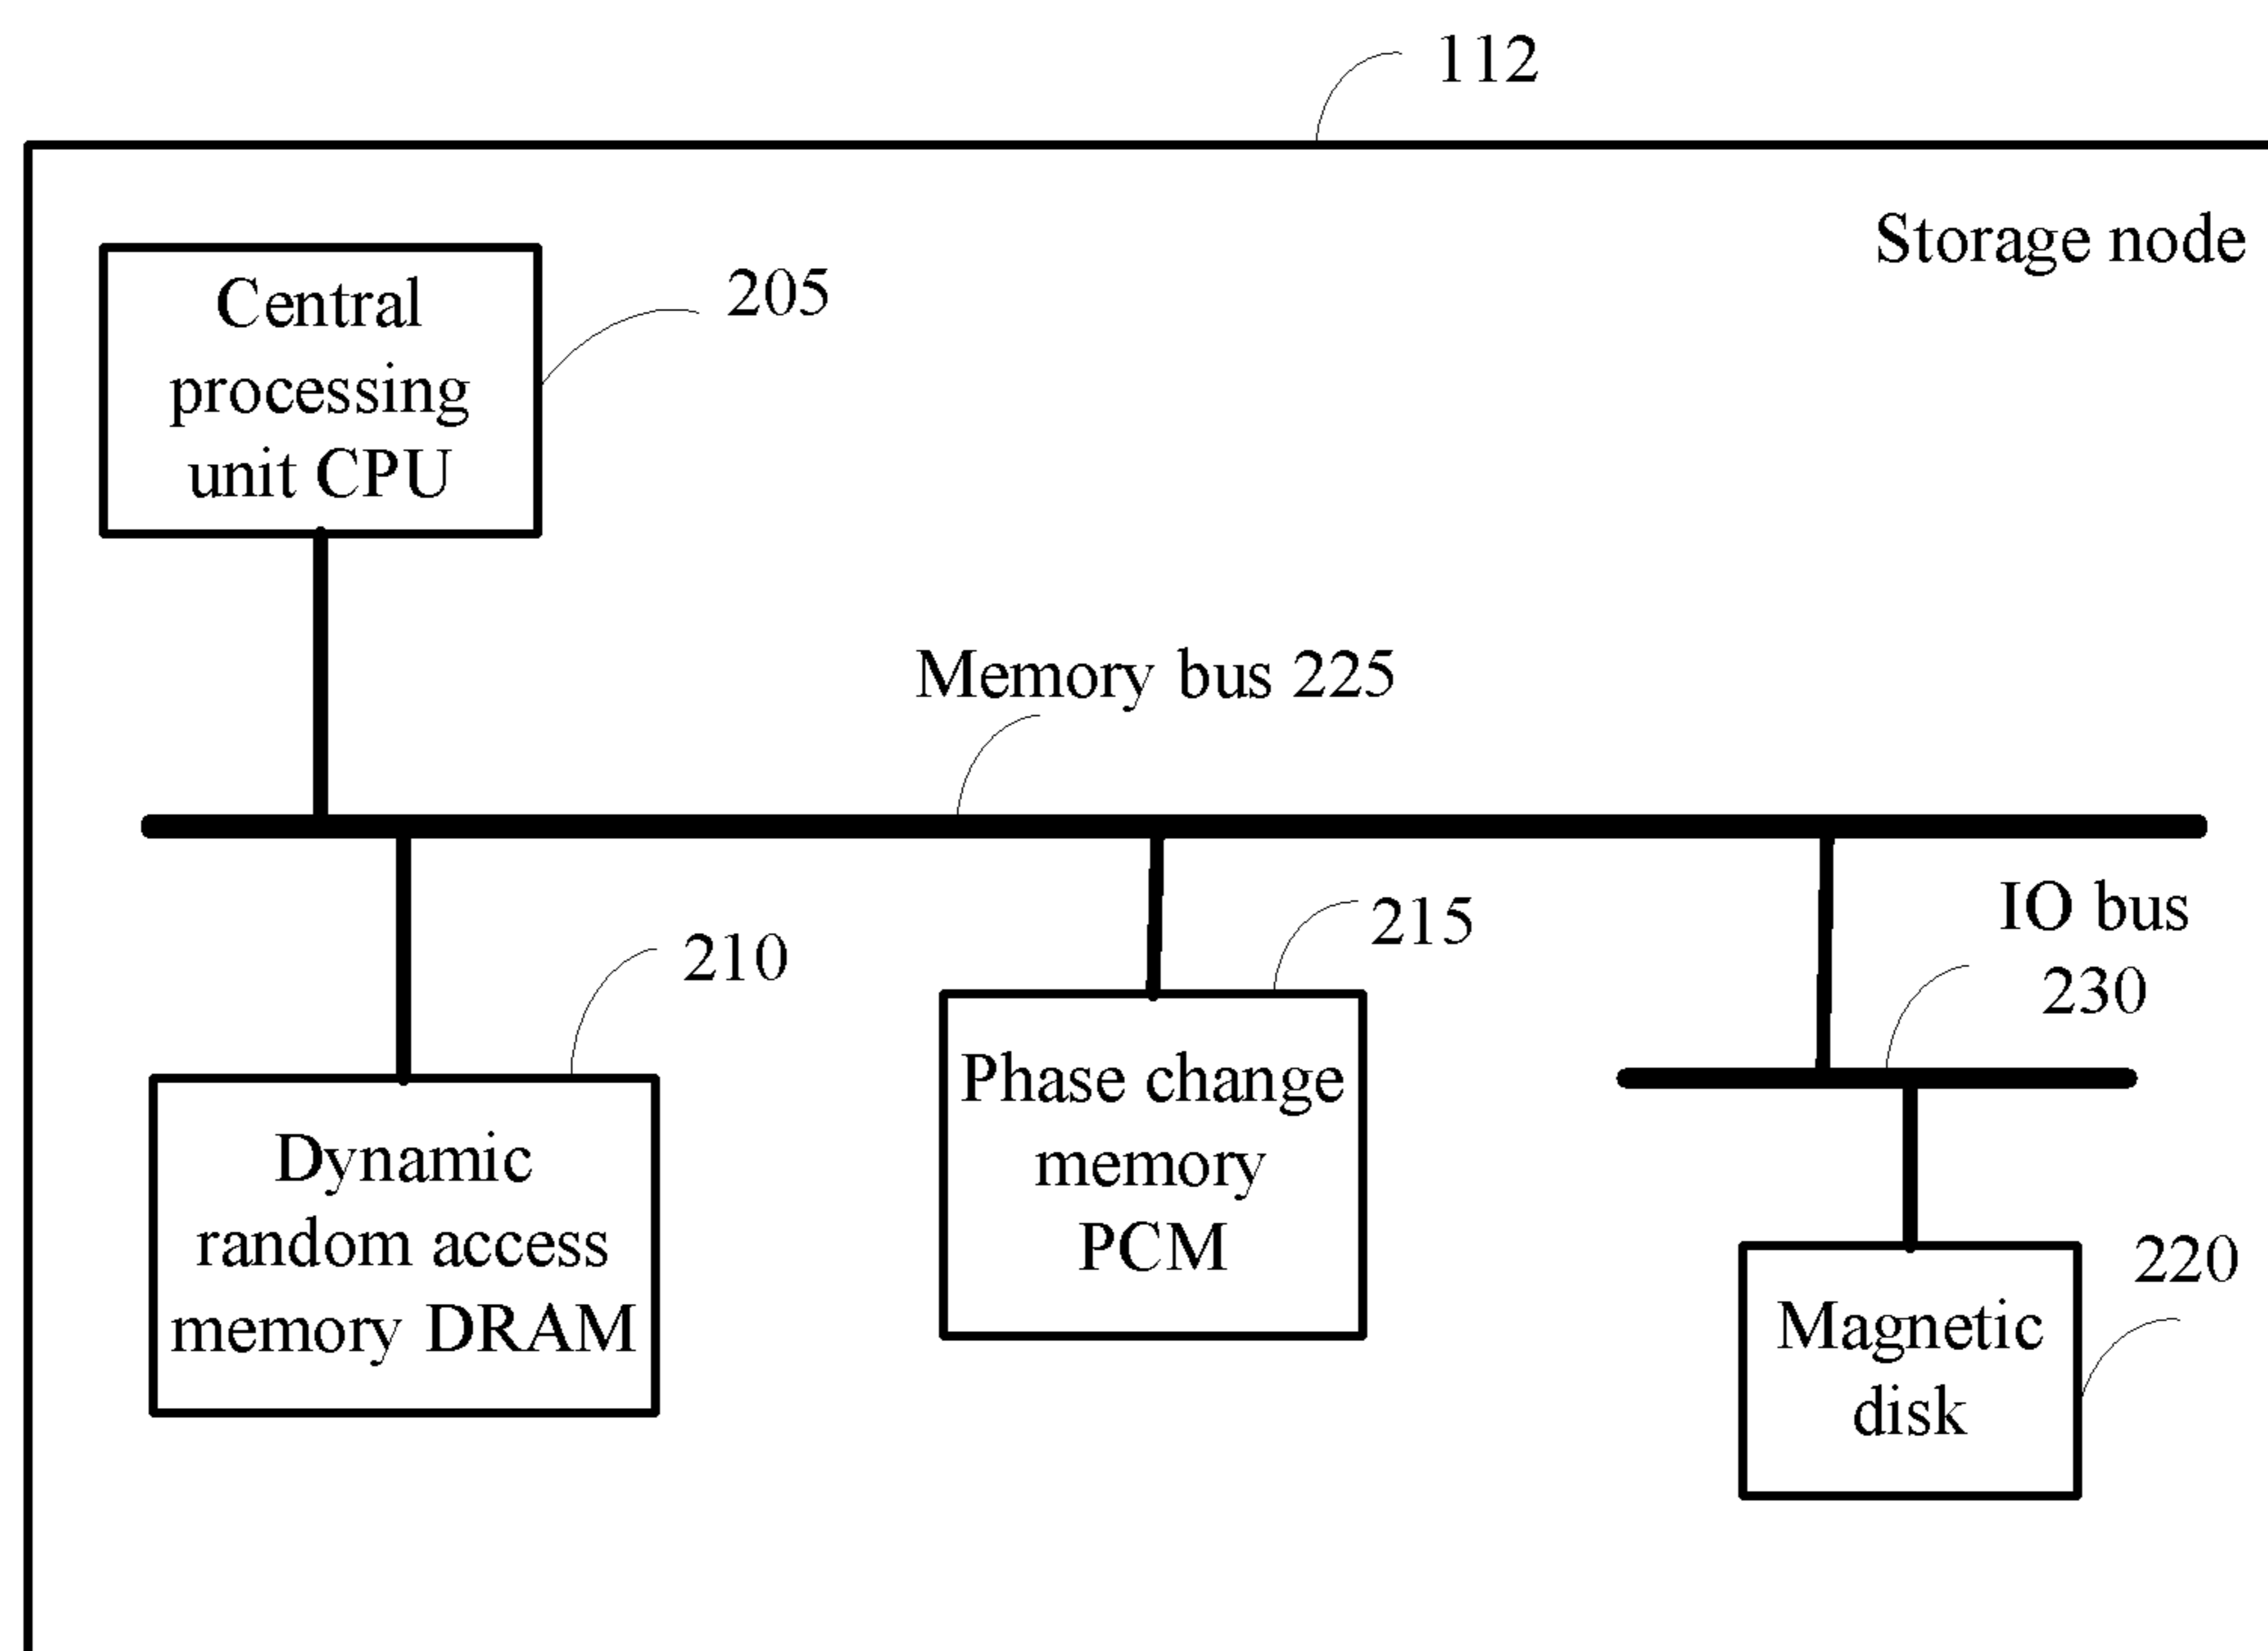 112
Storage node
Central
processing
unit CPU
205
Memory bus 225
210
Dynamic
random access
memory DRAM
215
Phase change
memory
PCM
IO bus
230
220
Magnetic
disk